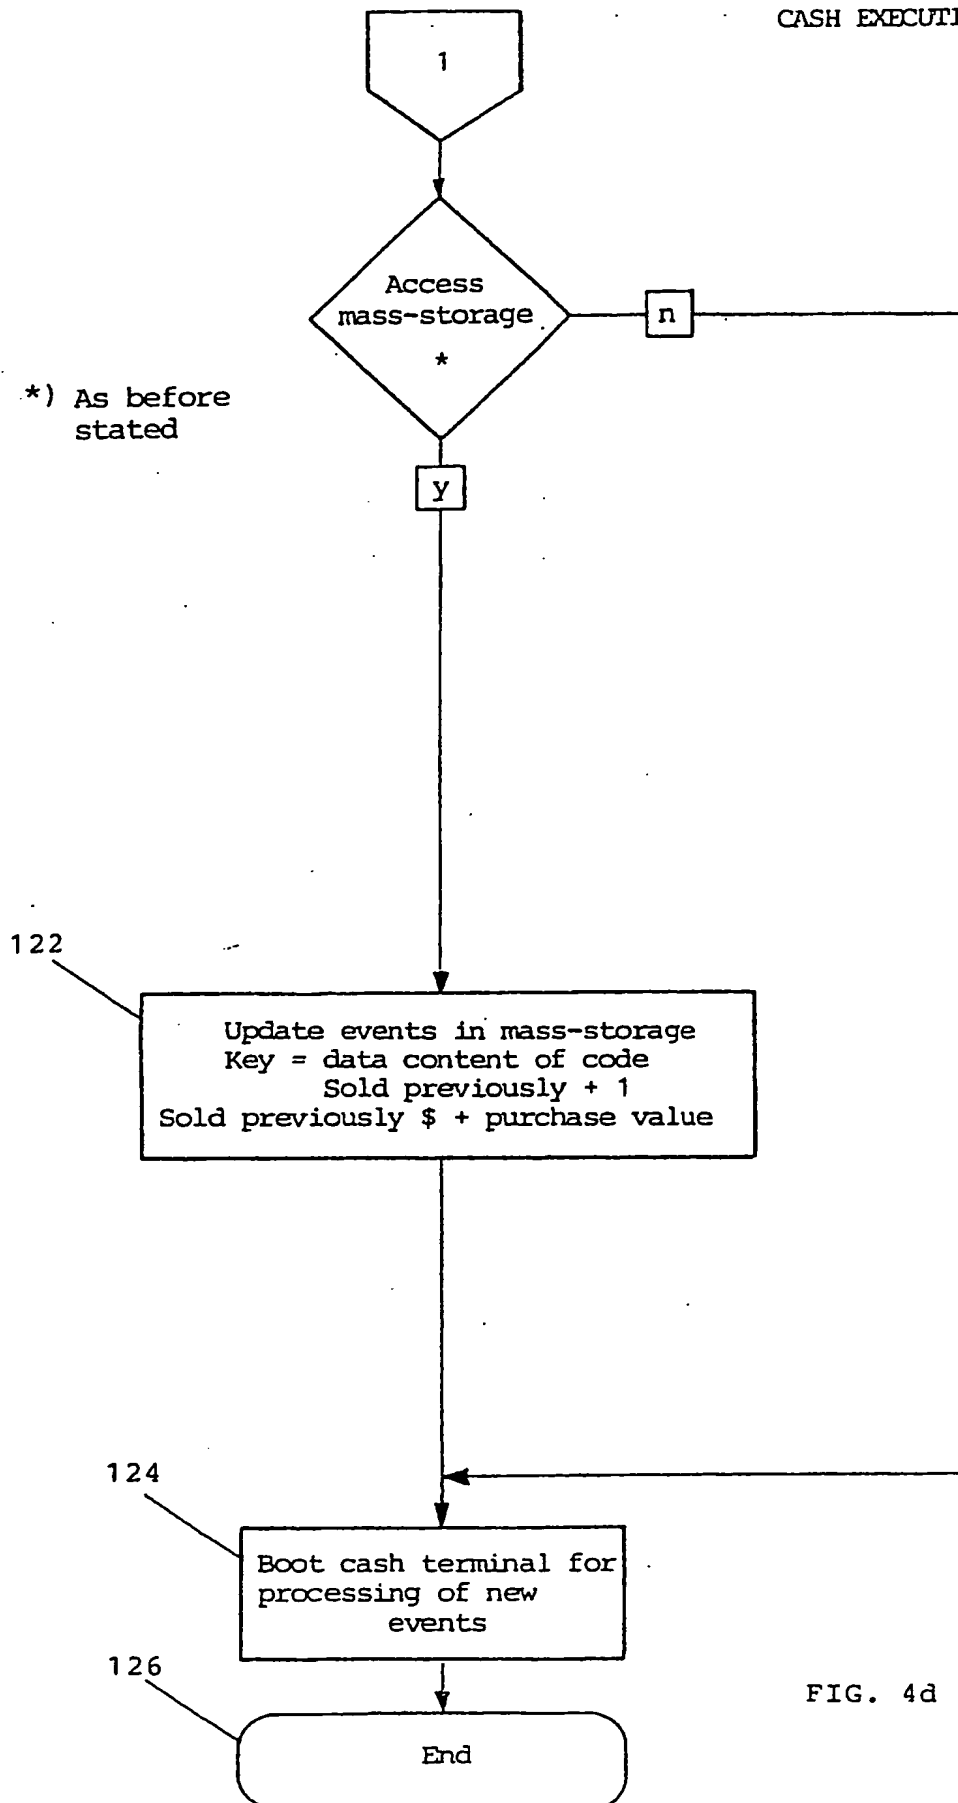 CASH EXECUTI
1
Access
mass-storage
*
n
*) As before
stated
y
122
Update events in mass-storage
Key = data content of code
Sold previously + 1
Sold previously $ + purchase value
124
Boot cash terminal for
processing of new
events
126
End
FIG. 4d